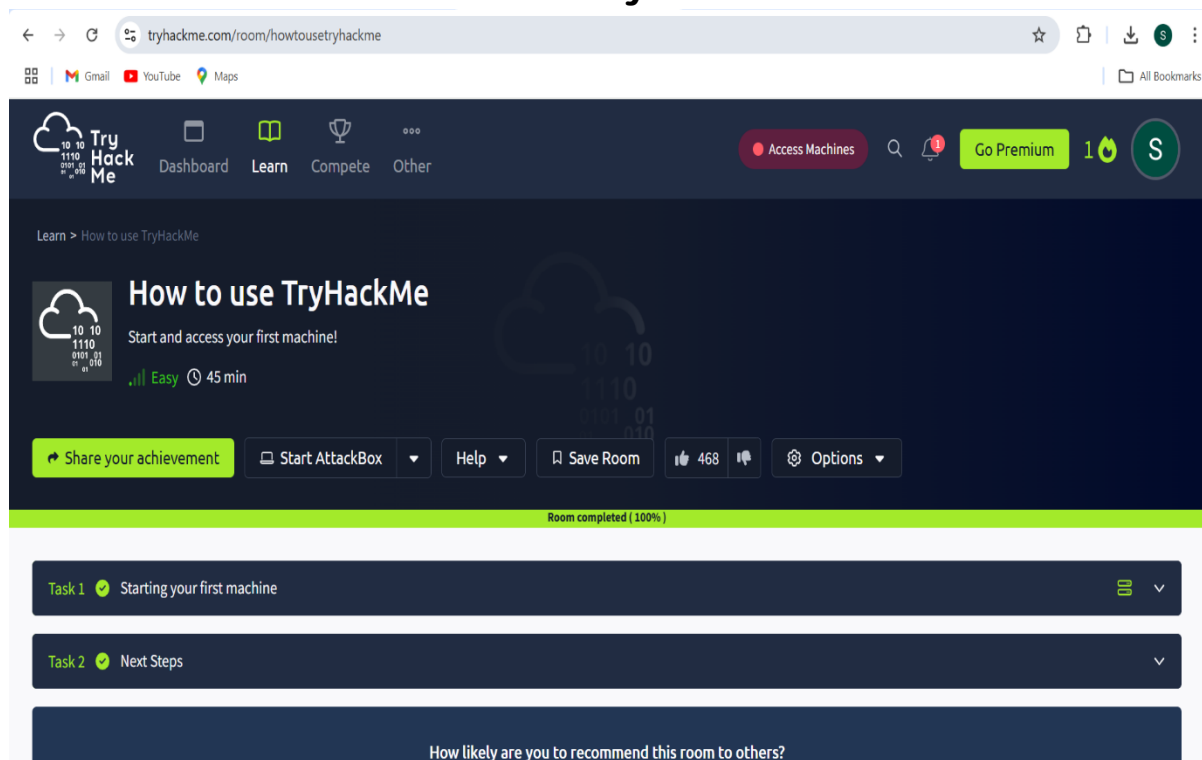 tryhackme.com/room/howtousetryhackme
S
Gmail YouTube Maps All Bookmarks
Try Hack Me
Dashboard Learn Compete Other
Access Machines 1 Go Premium 1 S
Learn > How to use TryHackMe
How to use TryHackMe
Start and access your first machine!
Easy 45 min
Share your achievement Start AttackBox Help Save Room 468 Options
Room completed ( 100% )
Task 1 Starting your first machine
Task 2 Next Steps
How likely are you to recommend this room to others?